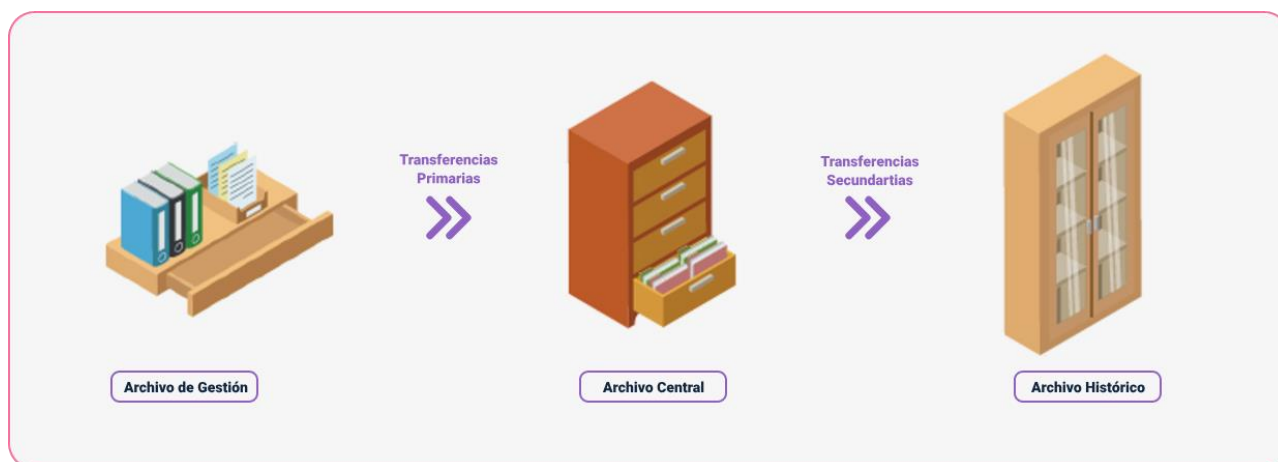 Transferencias
Primarias
Transferencias
Secundartias
Archivo de Gestión
Archivo Central
Archivo Histórico